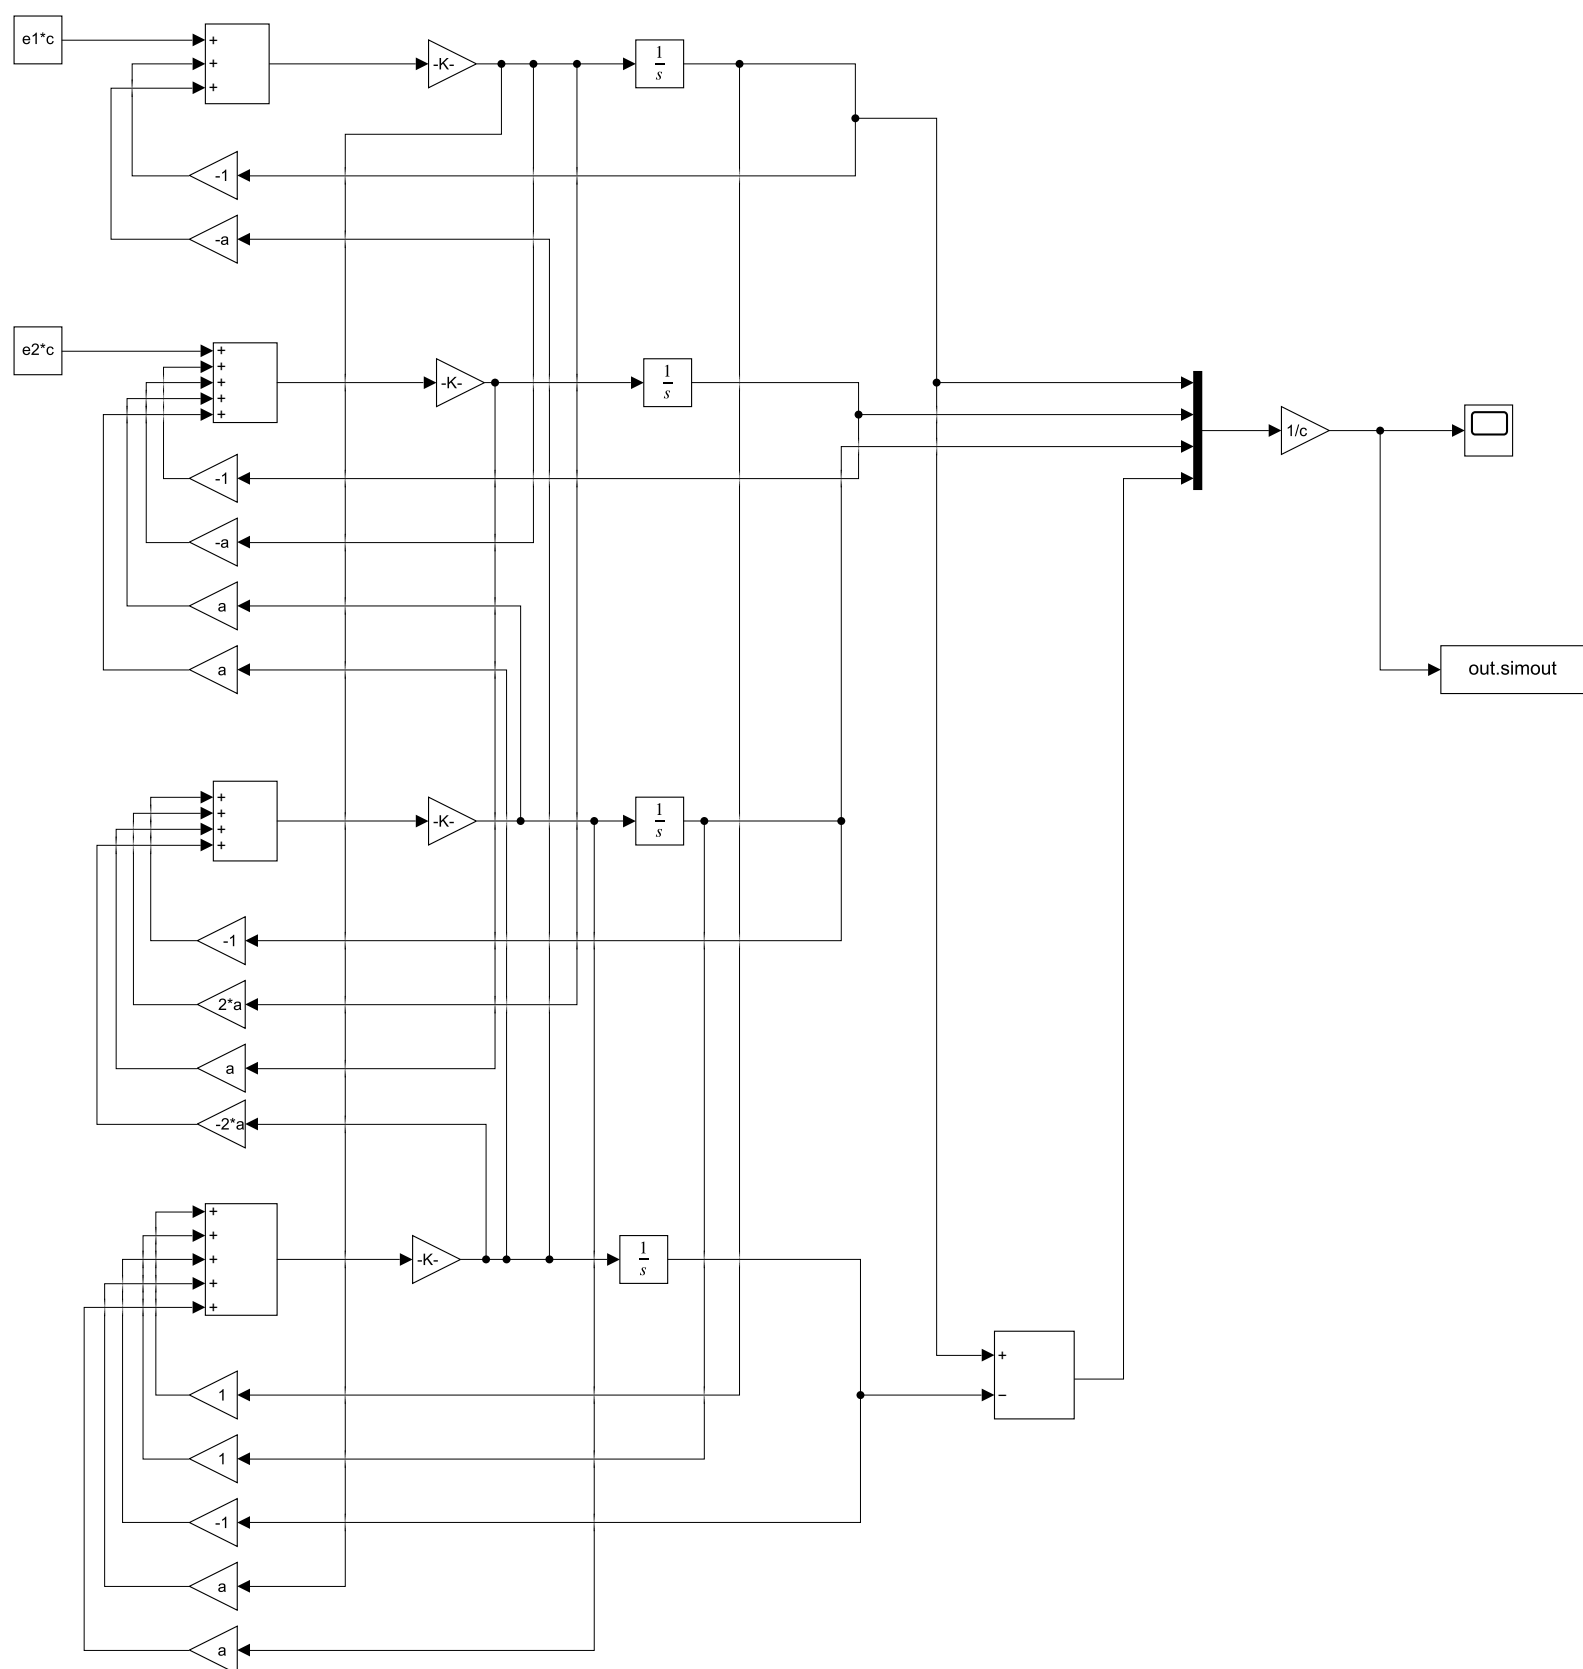 e1*c
+
+
+
-K-
1
s
-1
-a
e2*c
+
+
+
+
+
-K-
1
s
-1
-a
a
a
1/c
out.simout
+
+
+
+
-K-
1
s
-1
2*a
a
-2*a
+
+
+
+
+
-K-
1
s
+
−
1
1
-1
a
a